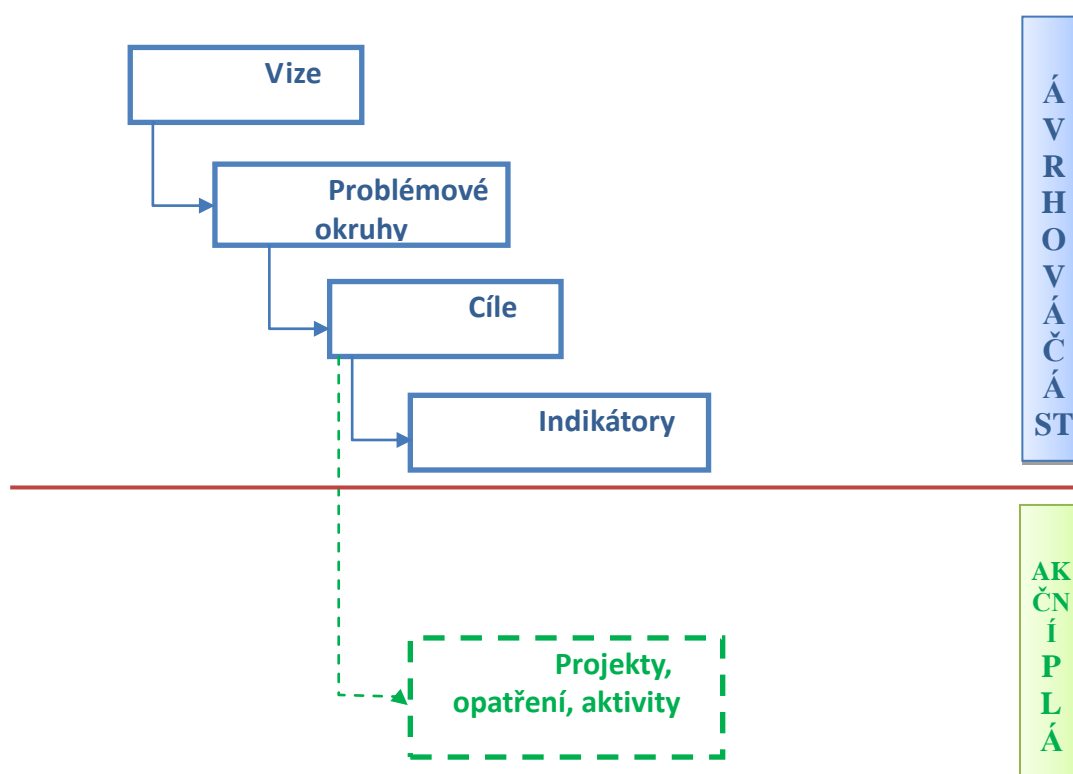 Vize
Problémové
okruhy
Cíle
Indikátory
Á
V
R
H
O
V
Á
Č
Á
ST
Projekty,
opatření, aktivity
AK
ČN
Í
P
L
Á